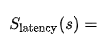 S_latency(s) =